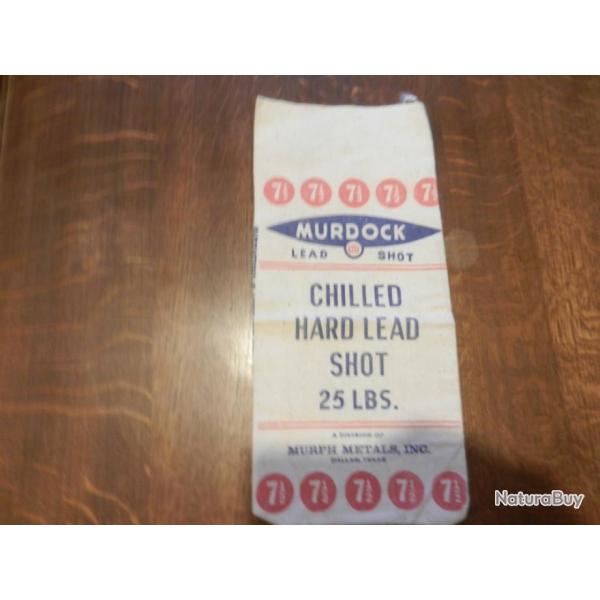 7½ 7½ 7½ 7½ 7½
MURDOCK
LEAD SHOT
CHILLED
HARD LEAD
SHOT
25 LBS.
A DIVISION OF
MURPH METALS, INC.
DALLAS, TEXAS
7½ 7½ 7½ 7½ 7½
NaturaBuy